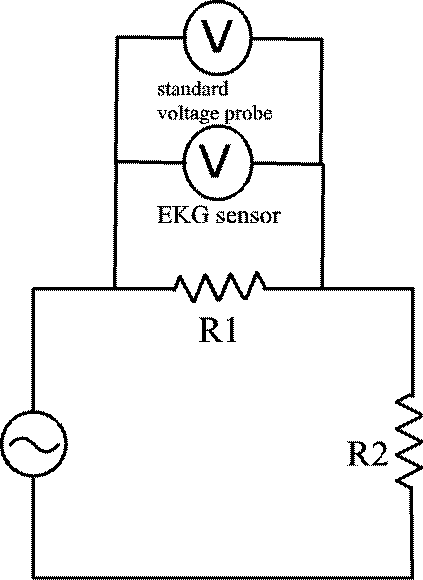 V
standard
voltage probe
V
EKG sensor
R1
R2